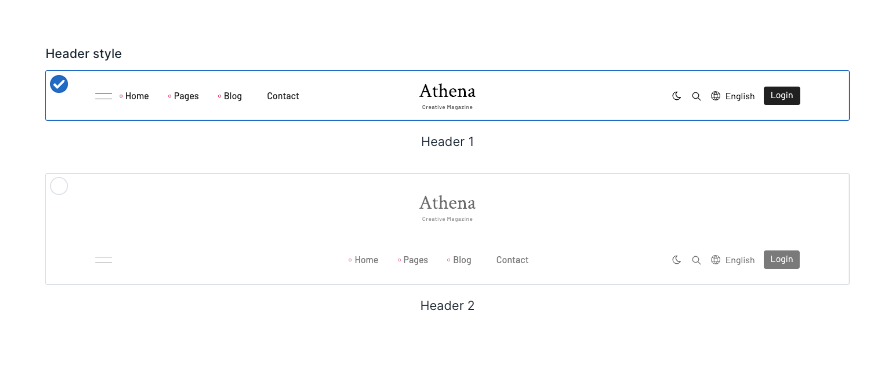 Header style
Home Pages Blog Contact Athena English Login
Creative Magazine
Header 1
Athena
Creative Magazine
Home Pages Blog Contact English Login
Header 2